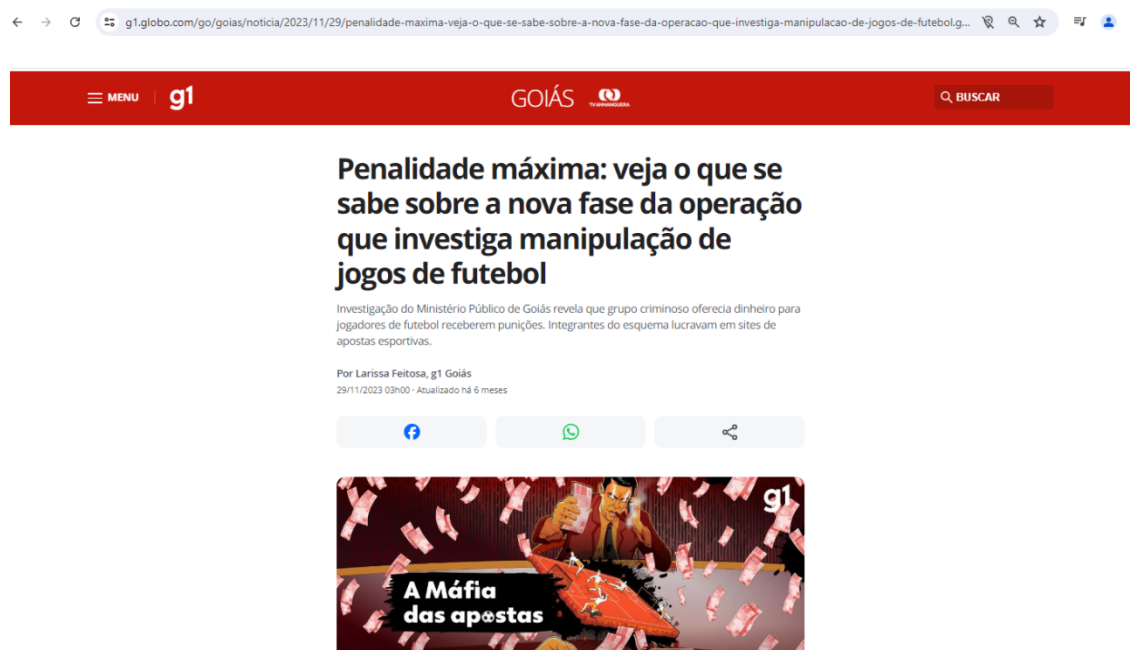 g1.globo.com/go/goias/noticia/2023/11/29/penalidade-maxima-veja-o-que-se-sabe-sobre-a-nova-fase-da-operacao-que-investiga-manipulacao-de-jogos-de-futebol.g...
MENU g1 GOIÁS TV ANHANGUERA BUSCAR
Penalidade máxima: veja o que se
sabe sobre a nova fase da operação
que investiga manipulação de
jogos de futebol
Investigação do Ministério Público de Goiás revela que grupo criminoso oferecia dinheiro para
jogadores de futebol receberem punições. Integrantes do esquema lucravam em sites de
apostas esportivas.
Por Larissa Feitosa, g1 Goiás
29/11/2023 03h00 · Atualizado há 6 meses
g1
A Máfia
das apostas